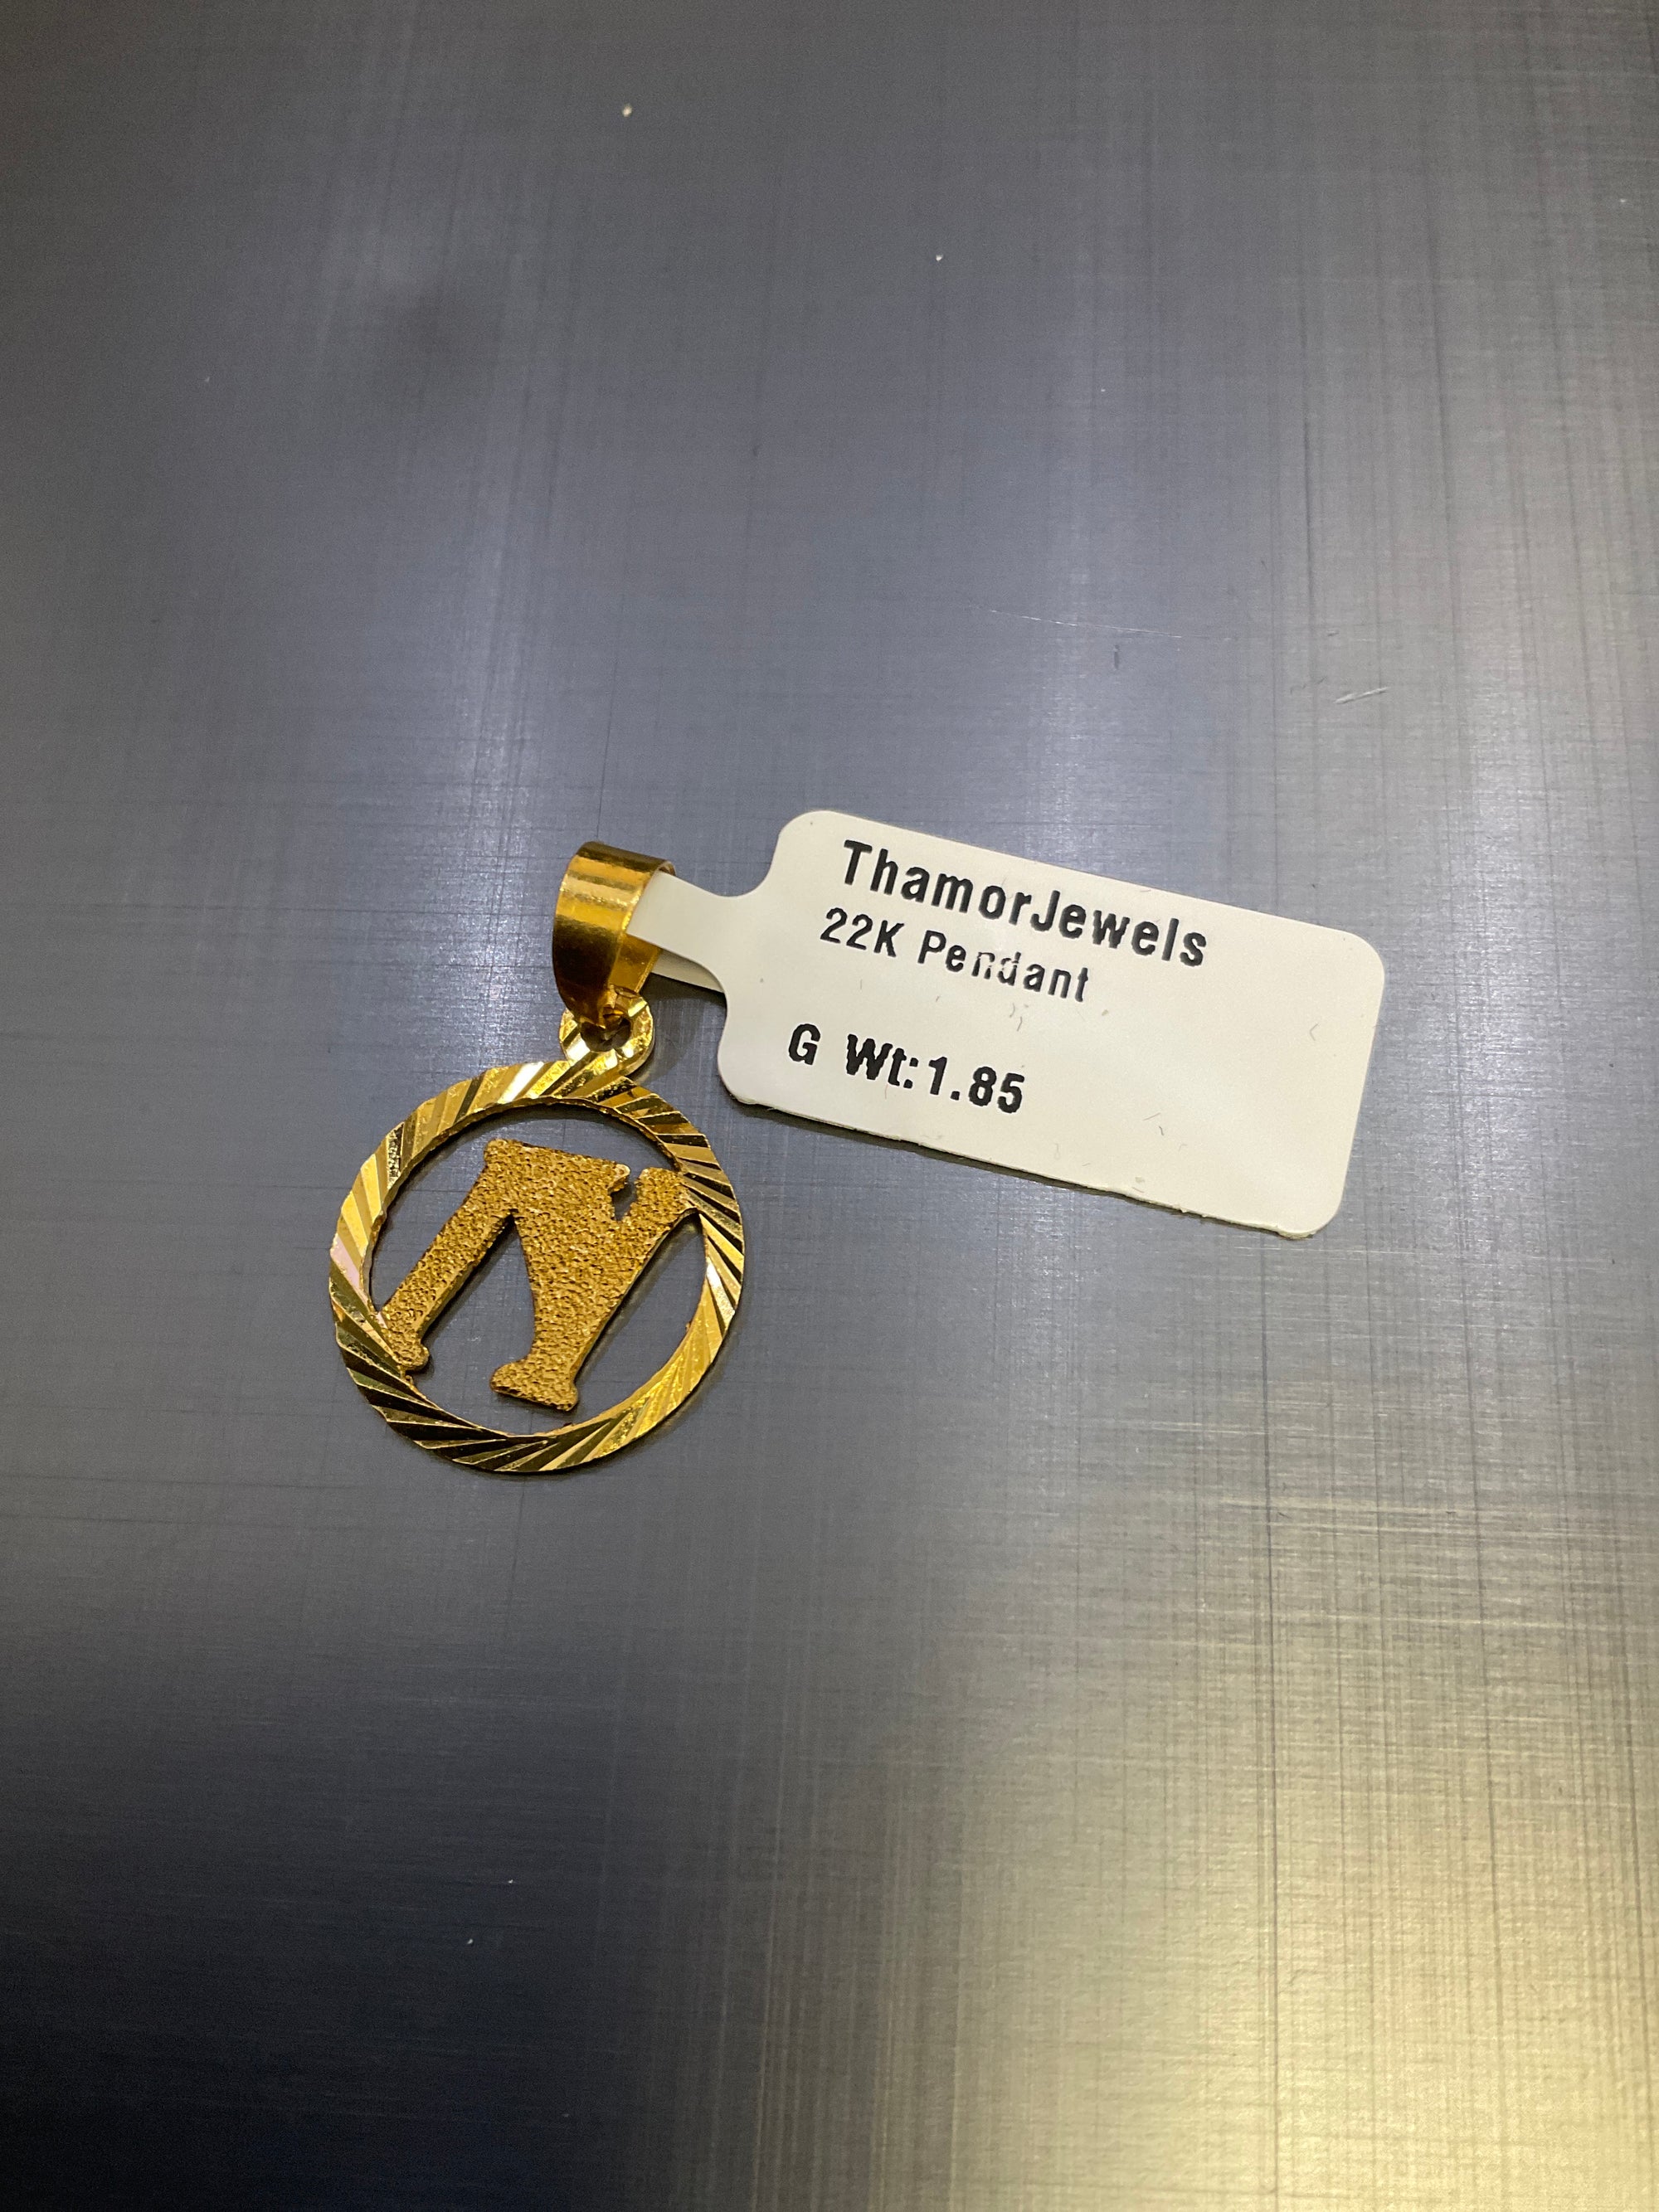 ThamorJewels
22K Pendant
G Wt:1.85
N